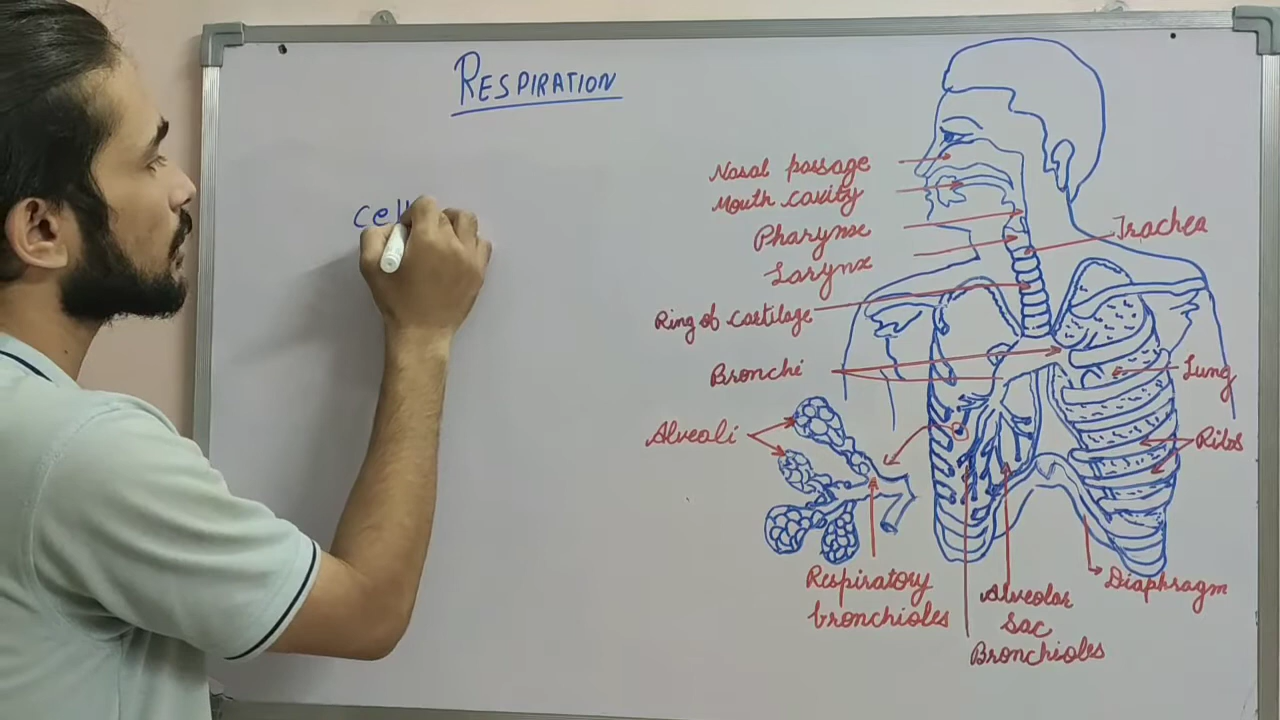 RESPIRATION
cell
Nasal passage
Mouth cavity
Pharynx
Larynx
Trachea
Ring of cartilage
Bronchi
Lung
Alveoli
Ribs
Respiratory
bronchioles
Alveolar
Sac
Bronchioles
Diaphragm